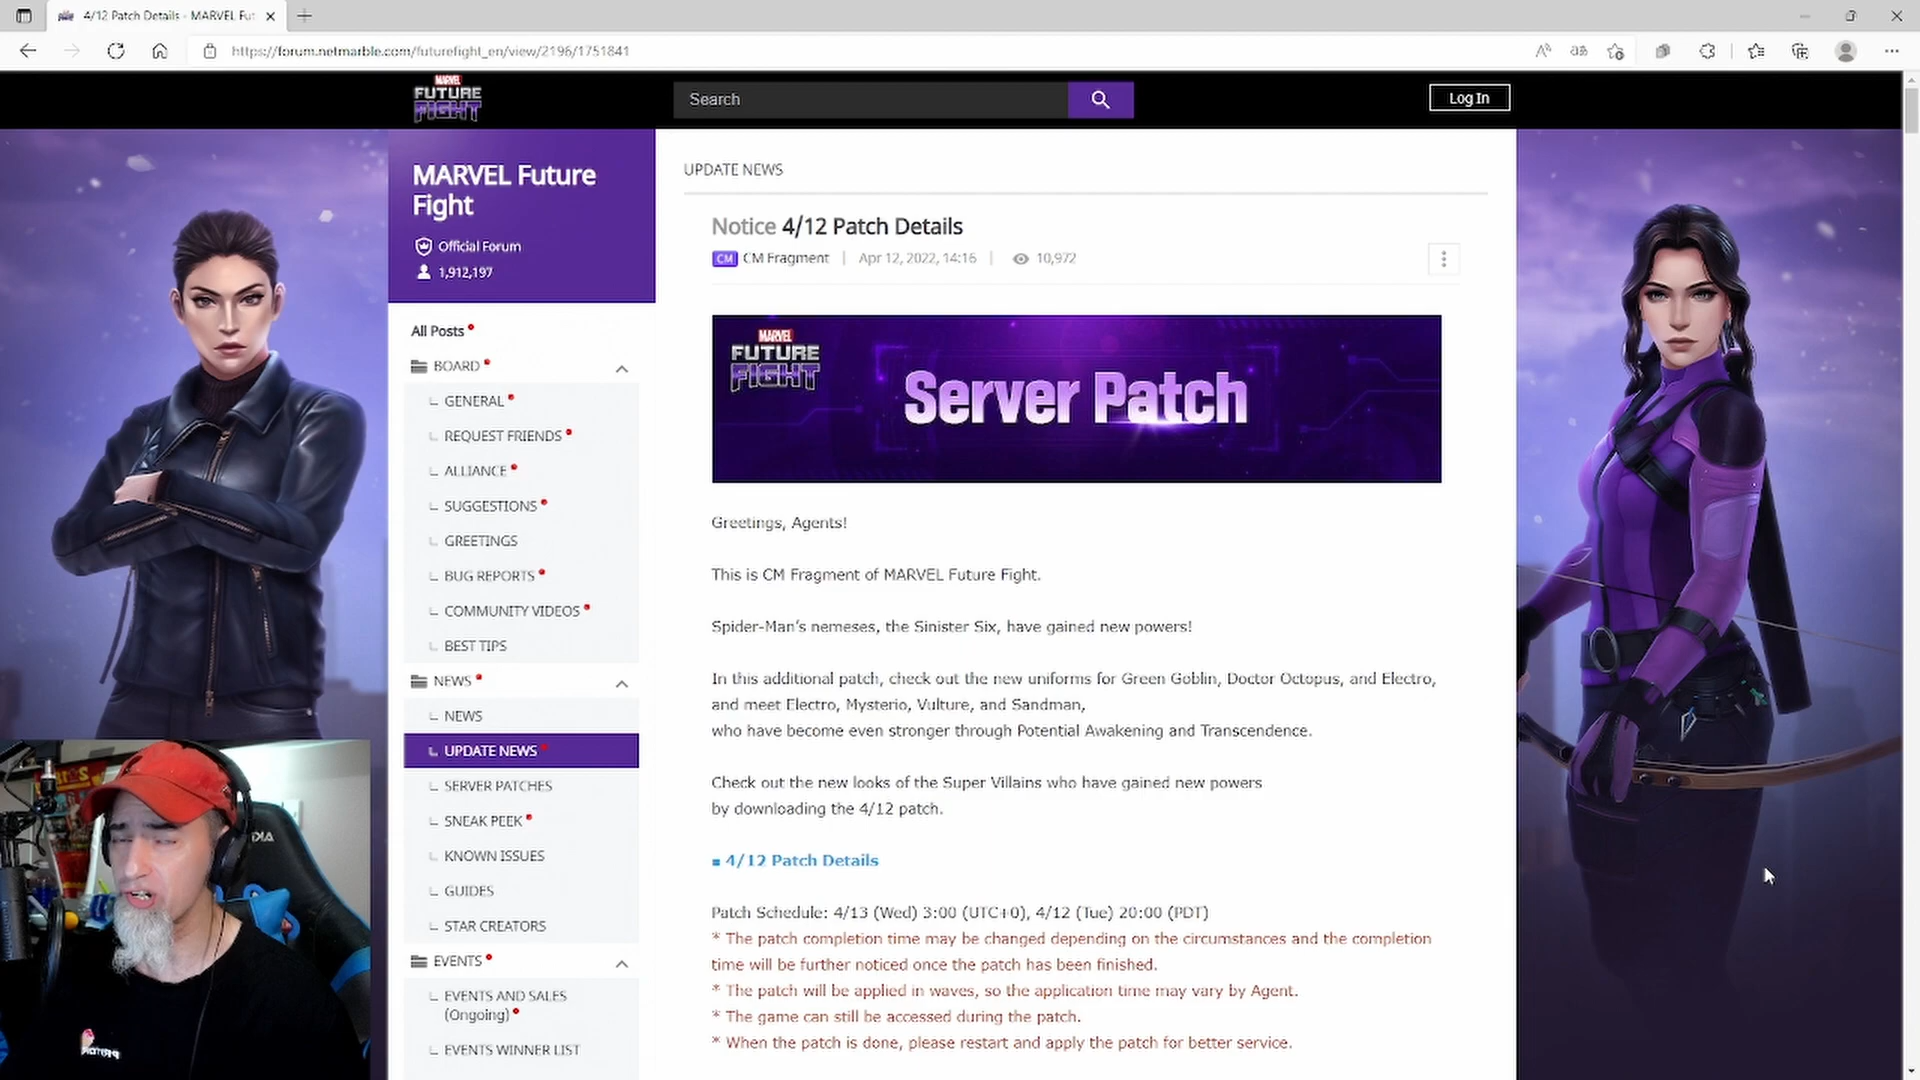 4/12 Patch Details - MARVEL Fut
https://forum.netmarble.com/futurefight_en/view/2196/1751841
MARVEL
FUTURE
FIGHT
Search
Log In
MARVEL Future
Fight
Official Forum
1,912,197
All Posts
BOARD
GENERAL
REQUEST FRIENDS
ALLIANCE
SUGGESTIONS
GREETINGS
BUG REPORTS
COMMUNITY VIDEOS
BEST TIPS
NEWS
NEWS
UPDATE NEWS
SERVER PATCHES
SNEAK PEEK
KNOWN ISSUES
GUIDES
STAR CREATORS
EVENTS
EVENTS AND SALES
(Ongoing)
EVENTS WINNER LIST
UPDATE NEWS
Notice 4/12 Patch Details
CM CM Fragment | Apr 12, 2022, 14:16 | 10,972
MARVEL
FUTURE
FIGHT
Server Patch
Greetings, Agents!
This is CM Fragment of MARVEL Future Fight.
Spider-Man's nemeses, the Sinister Six, have gained new powers!
In this additional patch, check out the new uniforms for Green Goblin, Doctor Octopus, and Electro,
and meet Electro, Mysterio, Vulture, and Sandman,
who have become even stronger through Potential Awakening and Transcendence.
Check out the new looks of the Super Villains who have gained new powers
by downloading the 4/12 patch.
■ 4/12 Patch Details
Patch Schedule: 4/13 (Wed) 3:00 (UTC+0), 4/12 (Tue) 20:00 (PDT)
* The patch completion time may be changed depending on the circumstances and the completion
time will be further noticed once the patch has been finished.
* The patch will be applied in waves, so the application time may vary by Agent.
* The game can still be accessed during the patch.
* When the patch is done, please restart and apply the patch for better service.